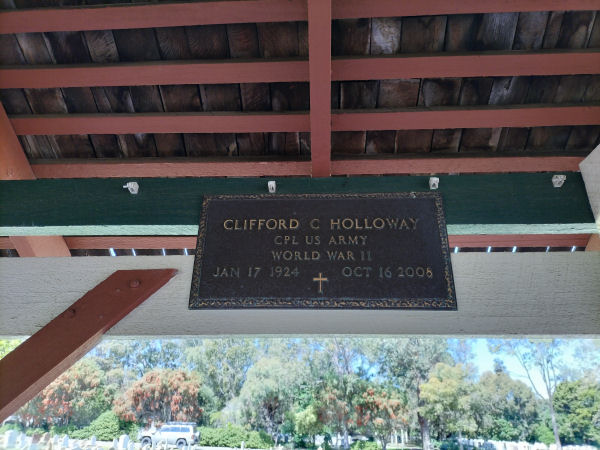 CLIFFORD C HOLLOWAY
CPL US ARMY
WORLD WAR II
JAN 17 1924 OCT 16 2008